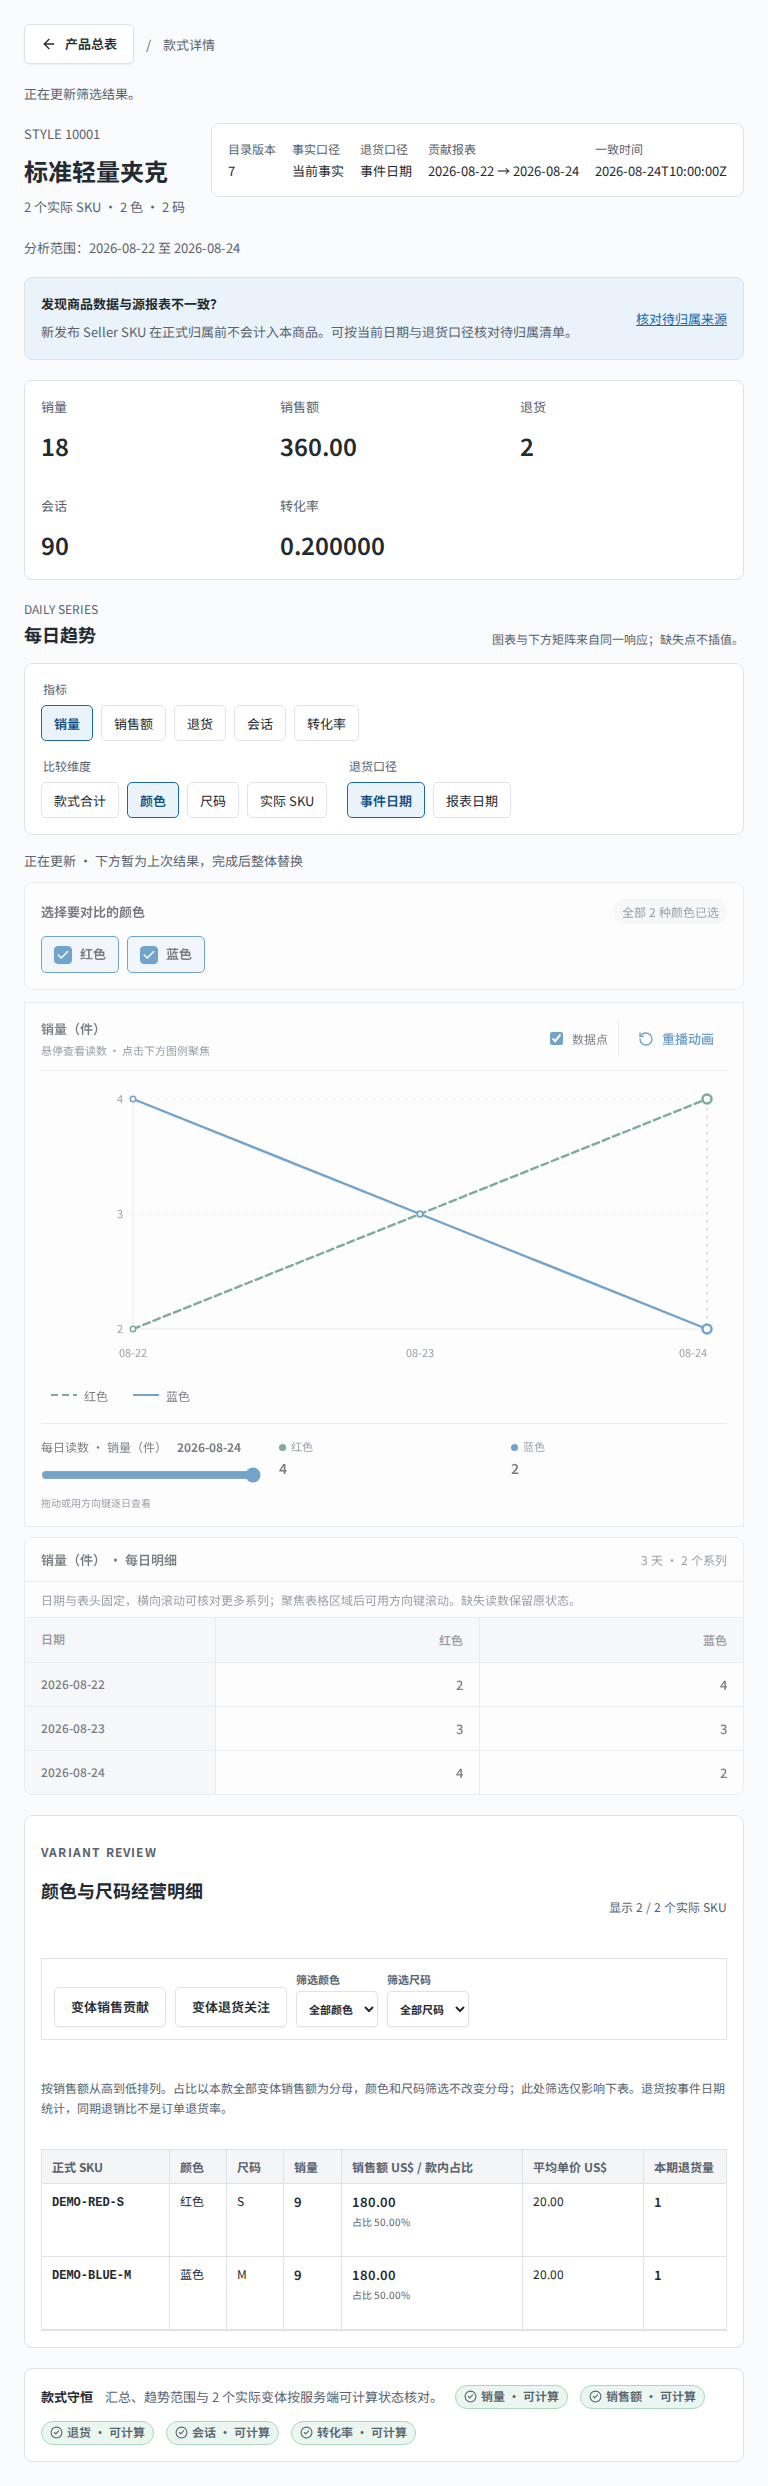 产品总表 / 款式详情
正在更新筛选结果。
STYLE 10001
标准轻量夹克
2 个实际 SKU · 2 色 · 2 码
目录版本 事实口径 退货口径 贡献报表 一致时间
7 当前事实 事件日期 2026-08-22 → 2026-08-24 2026-08-24T10:00:00Z
分析范围：2026-08-22 至 2026-08-24
发现商品数据与源报表不一致？
新发布 Seller SKU 在正式归属前不会计入本商品。可按当前日期与退货口径核对待归属清单。
核对待归属来源
销量 销售额 退货
18 360.00 2
会话 转化率
90 0.200000
DAILY SERIES
每日趋势
图表与下方矩阵来自同一响应；缺失点不插值。
指标
销量 销售额 退货 会话 转化率
比较维度 退货口径
款式合计 颜色 尺码 实际 SKU 事件日期 报表日期
正在更新 · 下方暂为上次结果，完成后整体替换
选择要对比的颜色 全部 2 种颜色已选
红色 蓝色
销量（件）
悬停查看读数 · 点击下方图例聚焦
数据点 重播动画
4
3
2
08-22 08-23 08-24
红色 蓝色
每日读数 · 销量（件） 2026-08-24 红色 蓝色
4 2
拖动或用方向键逐日查看
销量（件） · 每日明细 3 天 · 2 个系列
日期与表头固定，横向滚动可核对更多系列；聚焦表格区域后可用方向键滚动。缺失读数保留原状态。
日期 红色 蓝色
2026-08-22 2 4
2026-08-23 3 3
2026-08-24 4 2
VARIANT REVIEW
颜色与尺码经营明细
显示 2 / 2 个实际 SKU
筛选颜色 筛选尺码
变体销售贡献 变体退货关注 全部颜色 全部尺码
按销售额从高到低排列。占比以本款全部变体销售额为分母，颜色和尺码筛选不改变分母；此处筛选仅影响下表。退货按事件日期
统计，同期退销比不是订单退货率。
正式 SKU 颜色 尺码 销量 销售额 US$ / 款内占比 平均单价 US$ 本期退货量
DEMO-RED-S 红色 S 9 180.00 20.00 1
占比 50.00%
DEMO-BLUE-M 蓝色 M 9 180.00 20.00 1
占比 50.00%
款式守恒 汇总、趋势范围与 2 个实际变体按服务端可计算状态核对。 销量 · 可计算 销售额 · 可计算
退货 · 可计算 会话 · 可计算 转化率 · 可计算